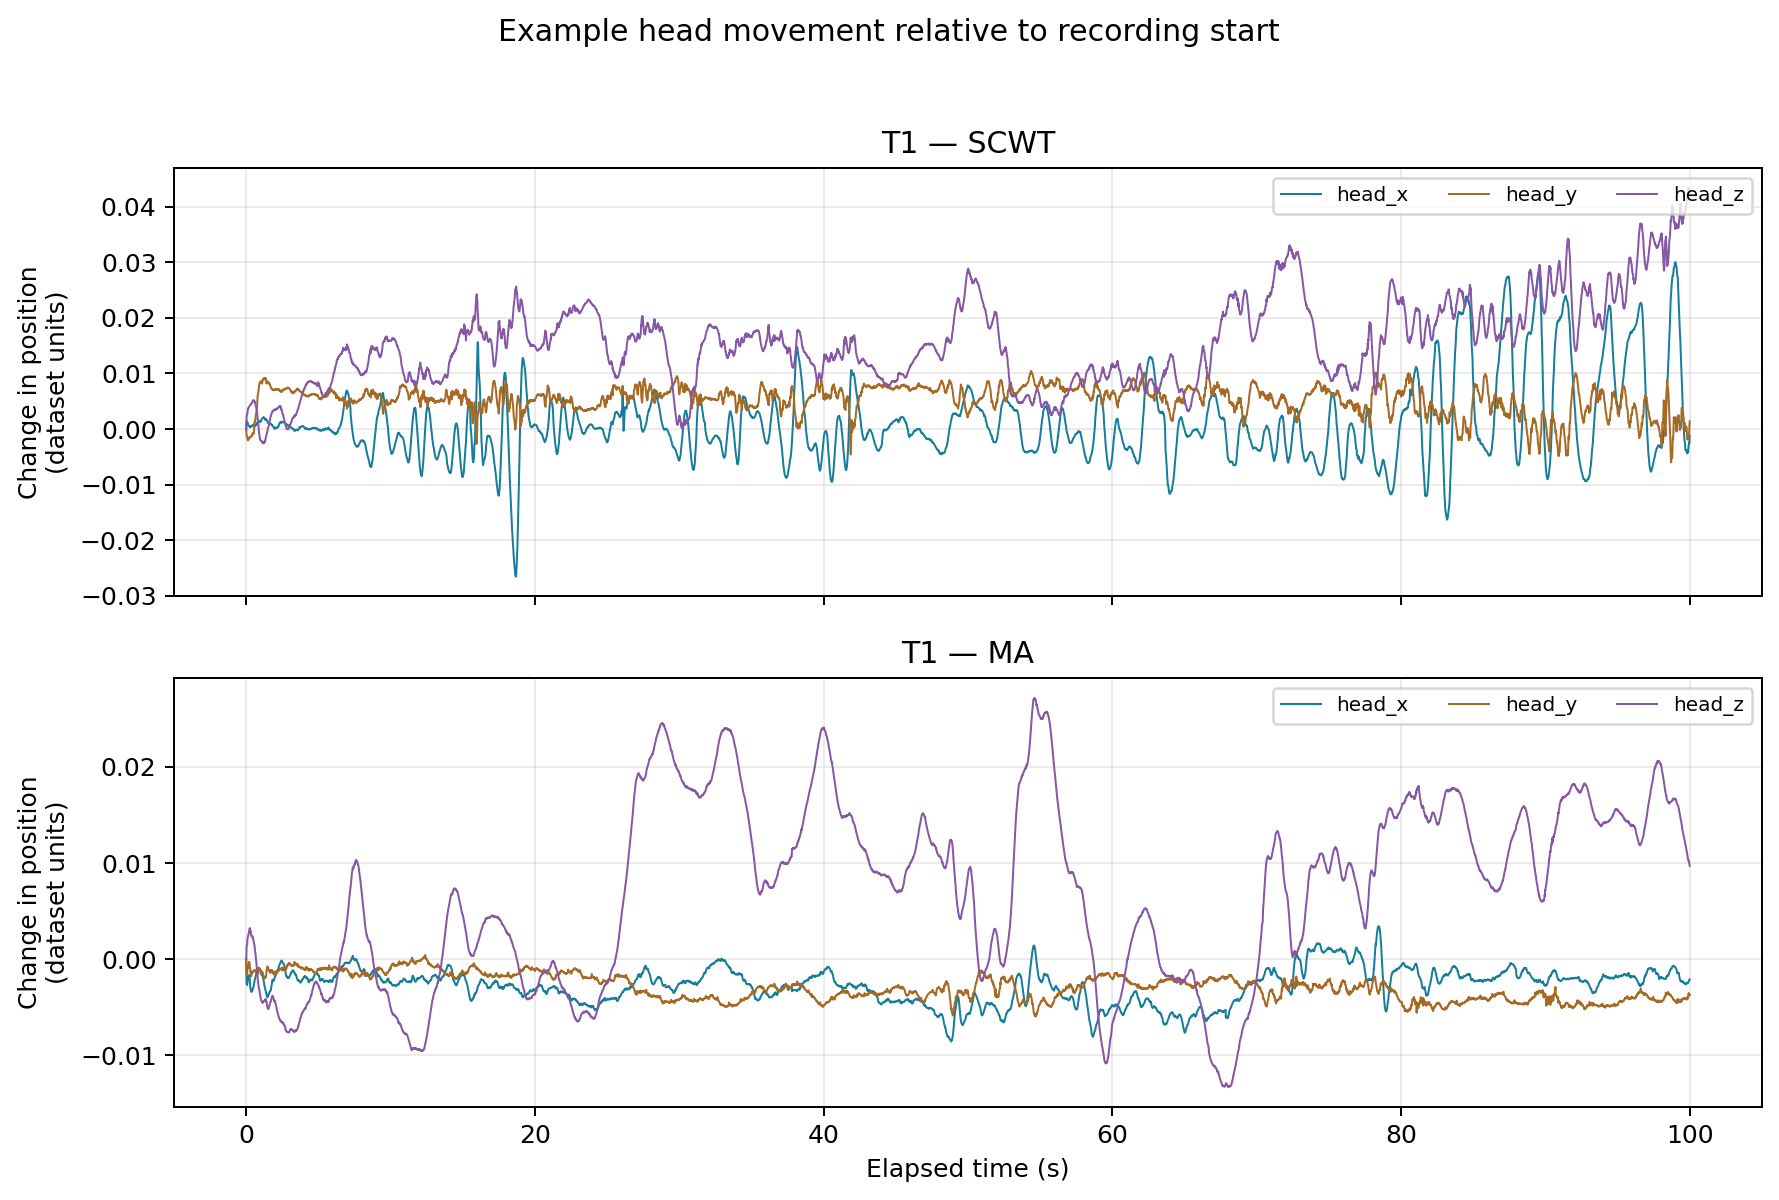 Example head movement relative to recording start
T1 — SCWT
head_x head_y head_z
Change in position
(dataset units)
0.04
0.03
0.02
0.01
0.00
−0.01
−0.02
−0.03
T1 — MA
head_x head_y head_z
Change in position
(dataset units)
0.02
0.01
0.00
−0.01
0 20 40 60 80 100
Elapsed time (s)